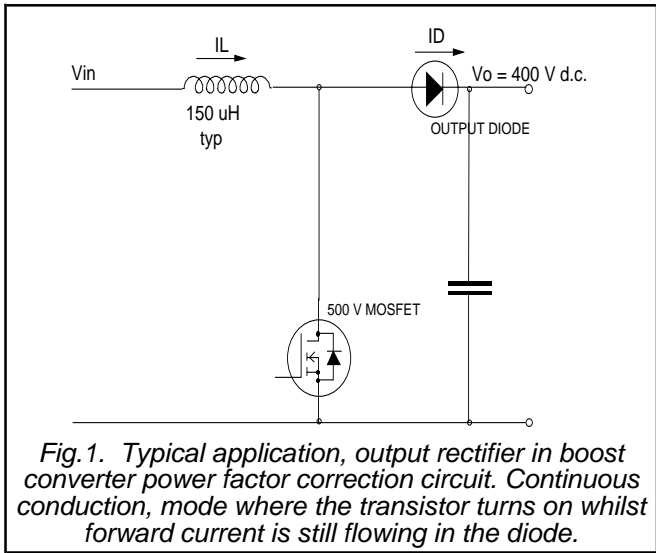 IL
ID
Vin
Vo = 400 V d.c.
150 uH
typ
OUTPUT DIODE
500 V MOSFET
Fig.1. Typical application, output rectifier in boost
converter power factor correction circuit. Continuous
conduction, mode where the transistor turns on whilst
forward current is still flowing in the diode.